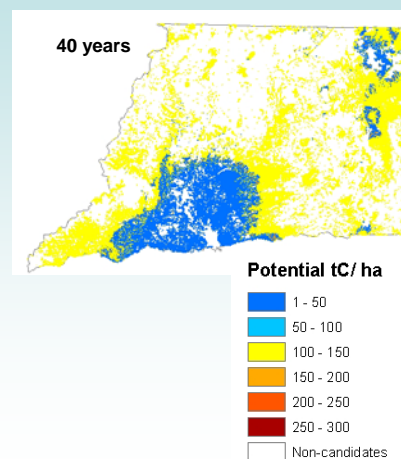 40 years
Potential tC/ ha
1 - 50
50 - 100
100 - 150
150 - 200
200 - 250
250 - 300
Non-candidates